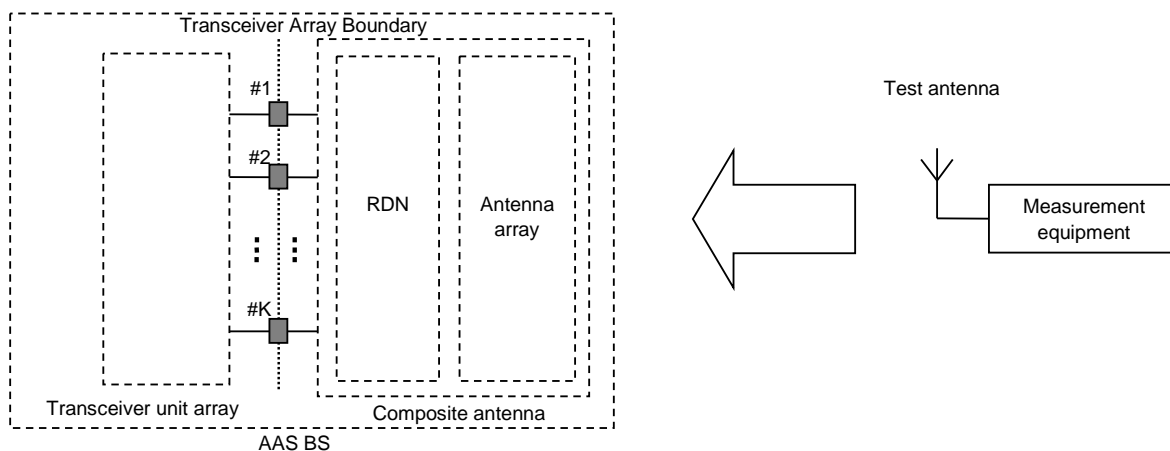 Transceiver Array Boundary
#1
#2
#K
RDN
Antenna
array
Transceiver unit array
Composite antenna
AAS BS
Test antenna
Measurement
equipment